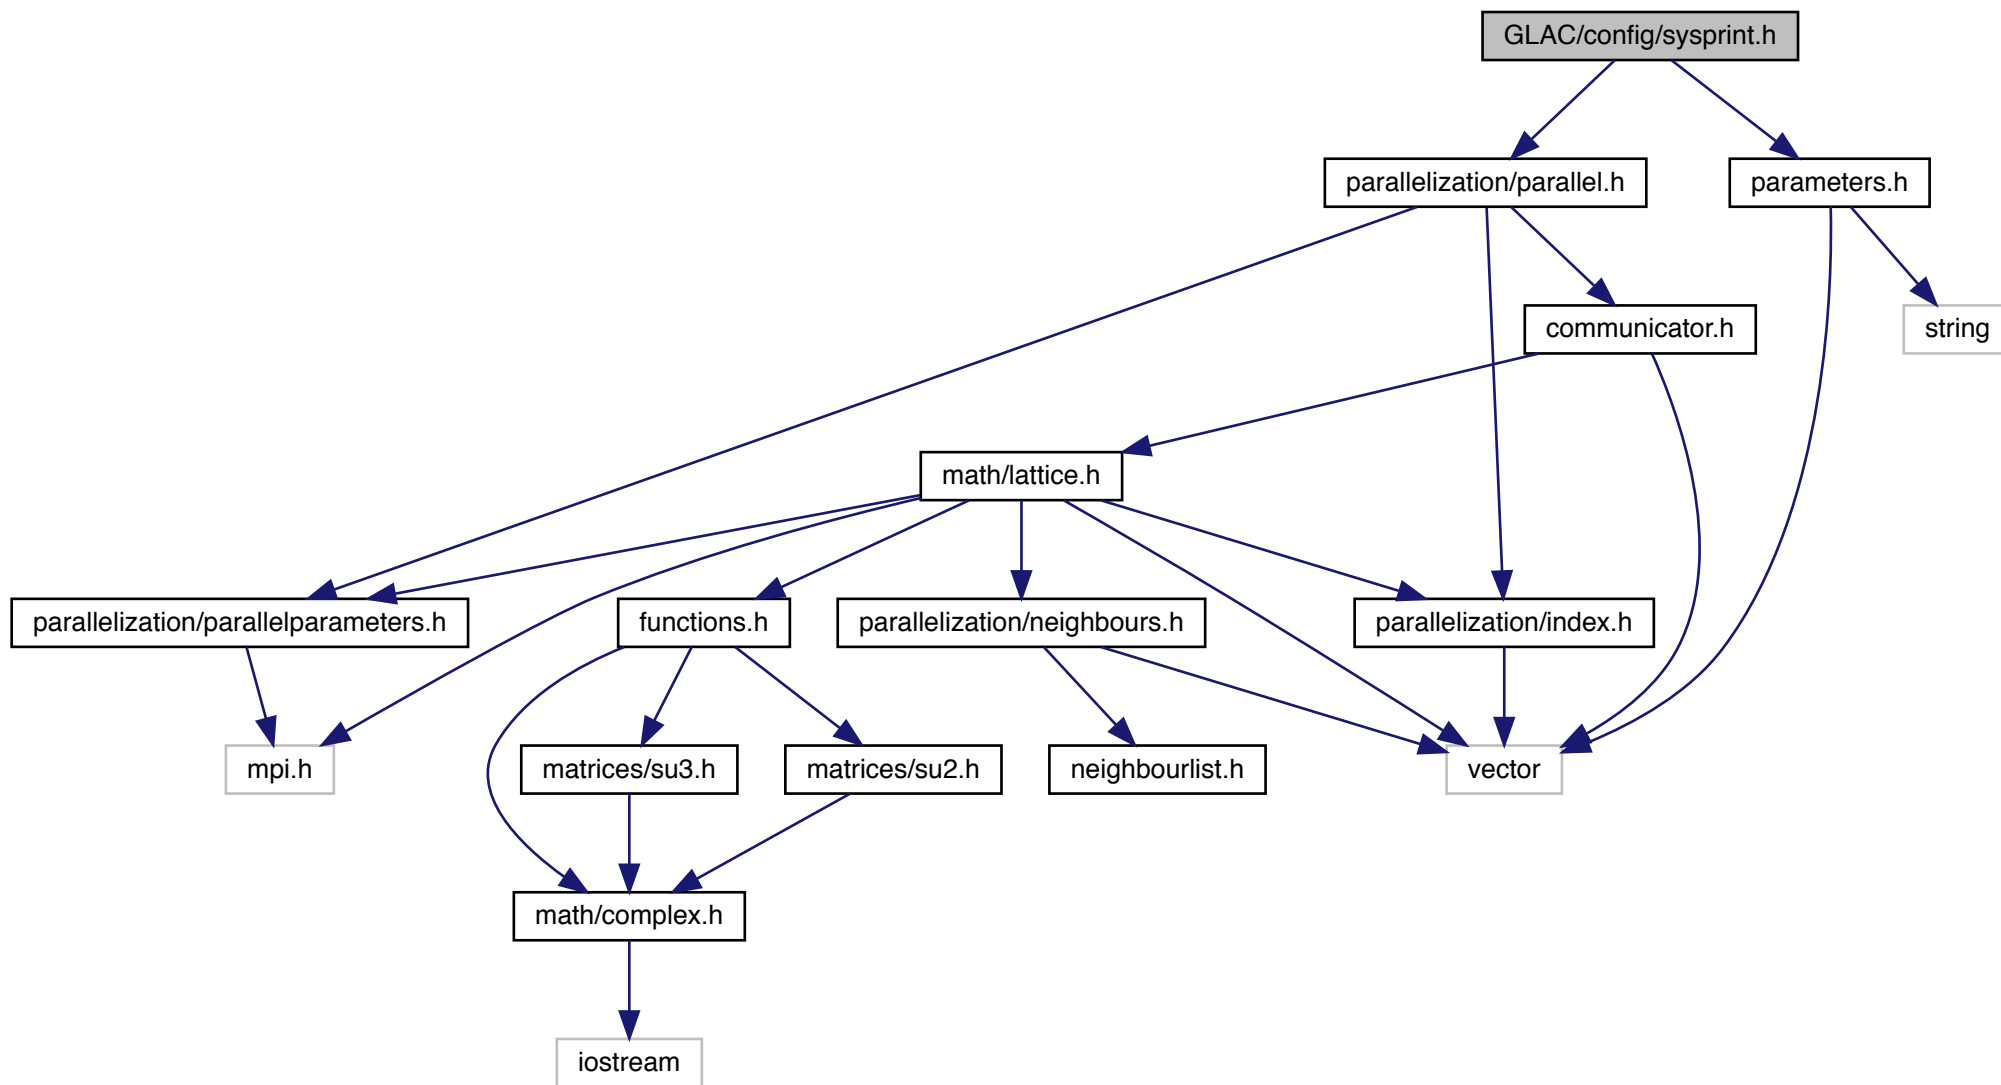 GLAC/config/sysprint.h
parallelization/parallel.h
parameters.h
communicator.h
string
math/lattice.h
parallelization/parallelparameters.h
functions.h
parallelization/neighbours.h
parallelization/index.h
mpi.h
matrices/su3.h
matrices/su2.h
neighbourlist.h
vector
math/complex.h
iostream